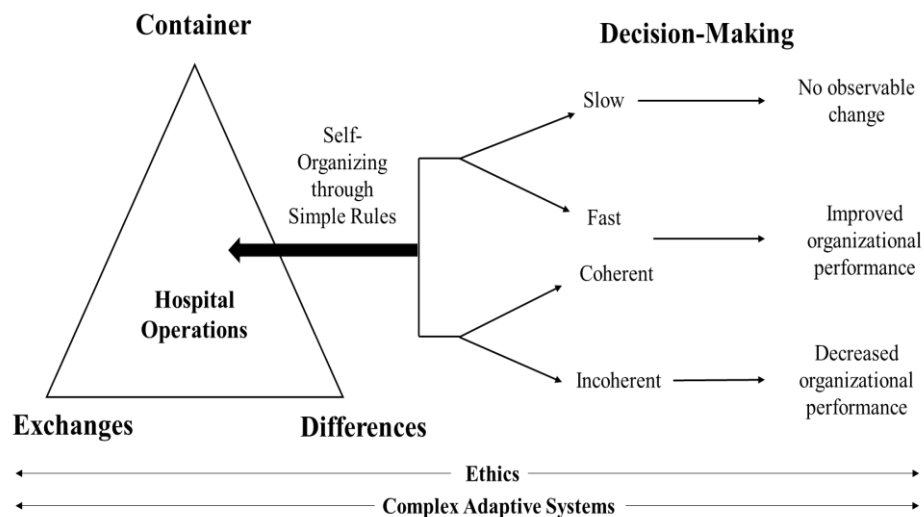 Container
Decision-Making
Self-
Organizing
through
Simple Rules
Hospital
Operations
Exchanges
Differences
Slow
No observable
change
Fast
Coherent
Improved
organizational
performance
Incoherent
Decreased
organizational
performance
Ethics
Complex Adaptive Systems